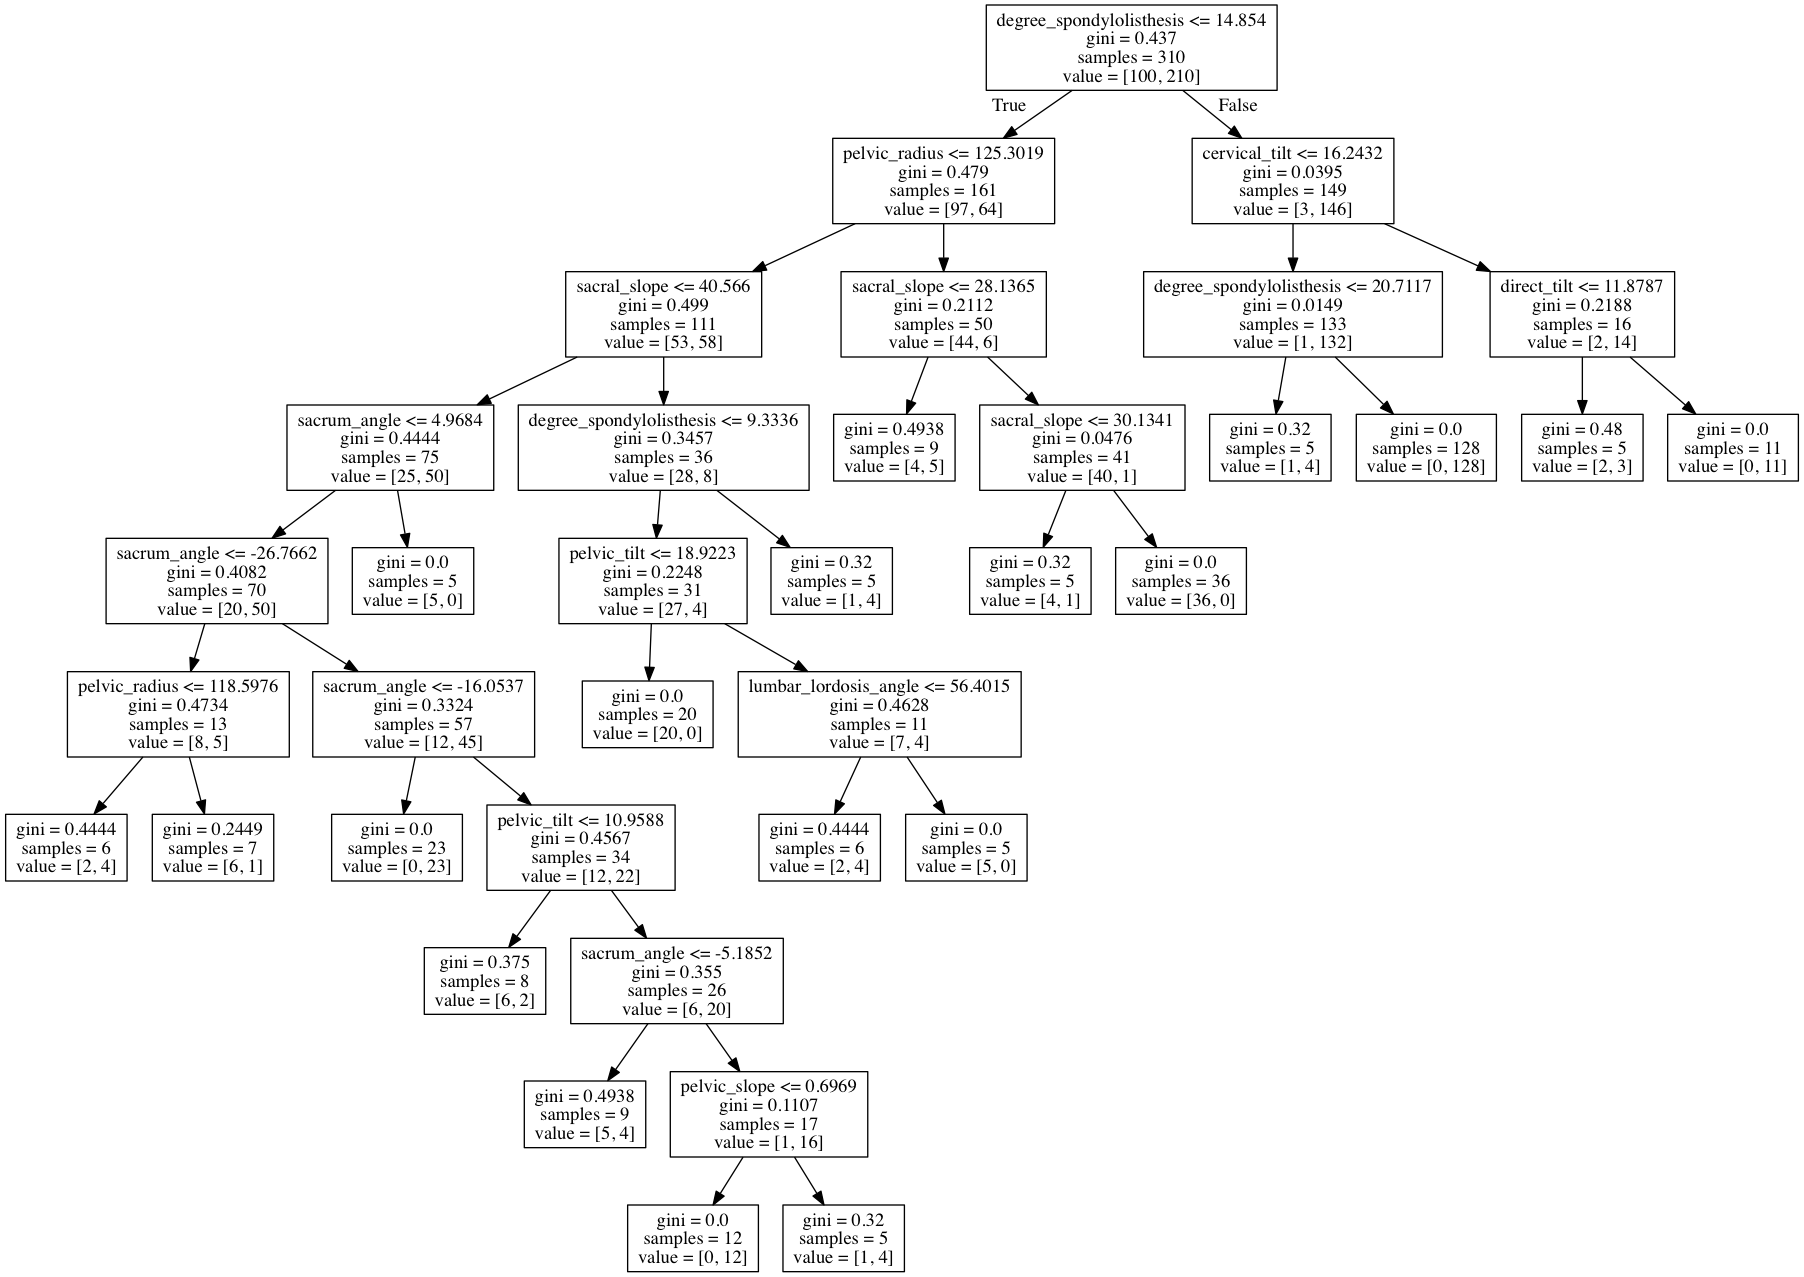 degree_spondylolisthesis <= 14.854
gini = 0.437
samples = 310
value = [100, 210]
True
False
pelvic_radius <= 125.3019
gini = 0.479
samples = 161
value = [97, 64]
cervical_tilt <= 16.2432
gini = 0.0395
samples = 149
value = [3, 146]
sacral_slope <= 40.566
gini = 0.499
samples = 111
value = [53, 58]
sacral_slope <= 28.1365
gini = 0.2112
samples = 50
value = [44, 6]
degree_spondylolisthesis <= 20.7117
gini = 0.0149
samples = 133
value = [1, 132]
direct_tilt <= 11.8787
gini = 0.2188
samples = 16
value = [2, 14]
sacrum_angle <= 4.9684
gini = 0.4444
samples = 75
value = [25, 50]
degree_spondylolisthesis <= 9.3336
gini = 0.3457
samples = 36
value = [28, 8]
gini = 0.4938
samples = 9
value = [4, 5]
sacral_slope <= 30.1341
gini = 0.0476
samples = 41
value = [40, 1]
gini = 0.32
samples = 5
value = [1, 4]
gini = 0.0
samples = 128
value = [0, 128]
gini = 0.48
samples = 5
value = [2, 3]
gini = 0.0
samples = 11
value = [0, 11]
sacrum_angle <= -26.7662
gini = 0.4082
samples = 70
value = [20, 50]
gini = 0.0
samples = 5
value = [5, 0]
pelvic_tilt <= 18.9223
gini = 0.2248
samples = 31
value = [27, 4]
gini = 0.32
samples = 5
value = [1, 4]
gini = 0.32
samples = 5
value = [4, 1]
gini = 0.0
samples = 36
value = [36, 0]
pelvic_radius <= 118.5976
gini = 0.4734
samples = 13
value = [8, 5]
sacrum_angle <= -16.0537
gini = 0.3324
samples = 57
value = [12, 45]
gini = 0.0
samples = 20
value = [20, 0]
lumbar_lordosis_angle <= 56.4015
gini = 0.4628
samples = 11
value = [7, 4]
gini = 0.4444
samples = 6
value = [2, 4]
gini = 0.2449
samples = 7
value = [6, 1]
gini = 0.0
samples = 23
value = [0, 23]
pelvic_tilt <= 10.9588
gini = 0.4567
samples = 34
value = [12, 22]
gini = 0.4444
samples = 6
value = [2, 4]
gini = 0.0
samples = 5
value = [5, 0]
gini = 0.375
samples = 8
value = [6, 2]
sacrum_angle <= -5.1852
gini = 0.355
samples = 26
value = [6, 20]
gini = 0.4938
samples = 9
value = [5, 4]
pelvic_slope <= 0.6969
gini = 0.1107
samples = 17
value = [1, 16]
gini = 0.0
samples = 12
value = [0, 12]
gini = 0.32
samples = 5
value = [1, 4]